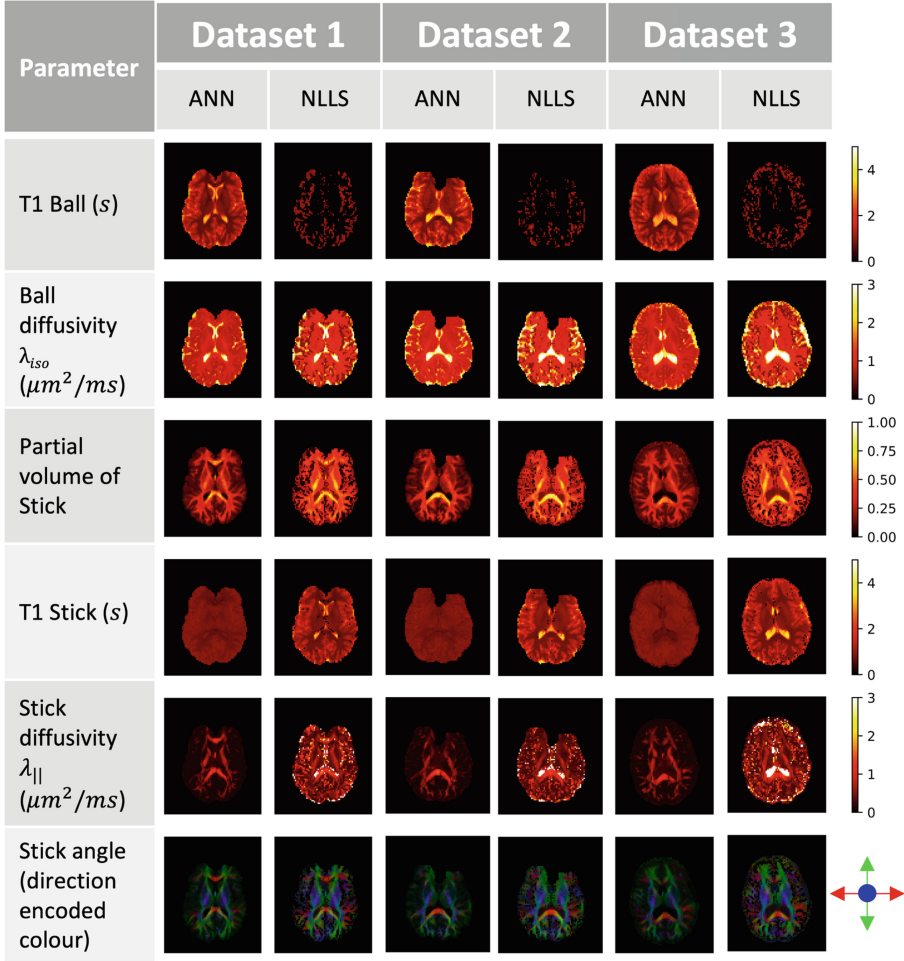 Parameter
Dataset 1
Dataset 2
Dataset 3
ANN
NLLS
ANN
NLLS
ANN
NLLS
T1 Ball (s)
4
2
0
Ball
diffusivity
λiso
(μm²/ms)
3
2
1
0
Partial
volume of
Stick
1.00
0.75
0.50
0.25
0.00
T1 Stick (s)
4
2
0
Stick
diffusivity
λ||
(μm²/ms)
3
2
1
0
Stick angle
(direction
encoded
colour)